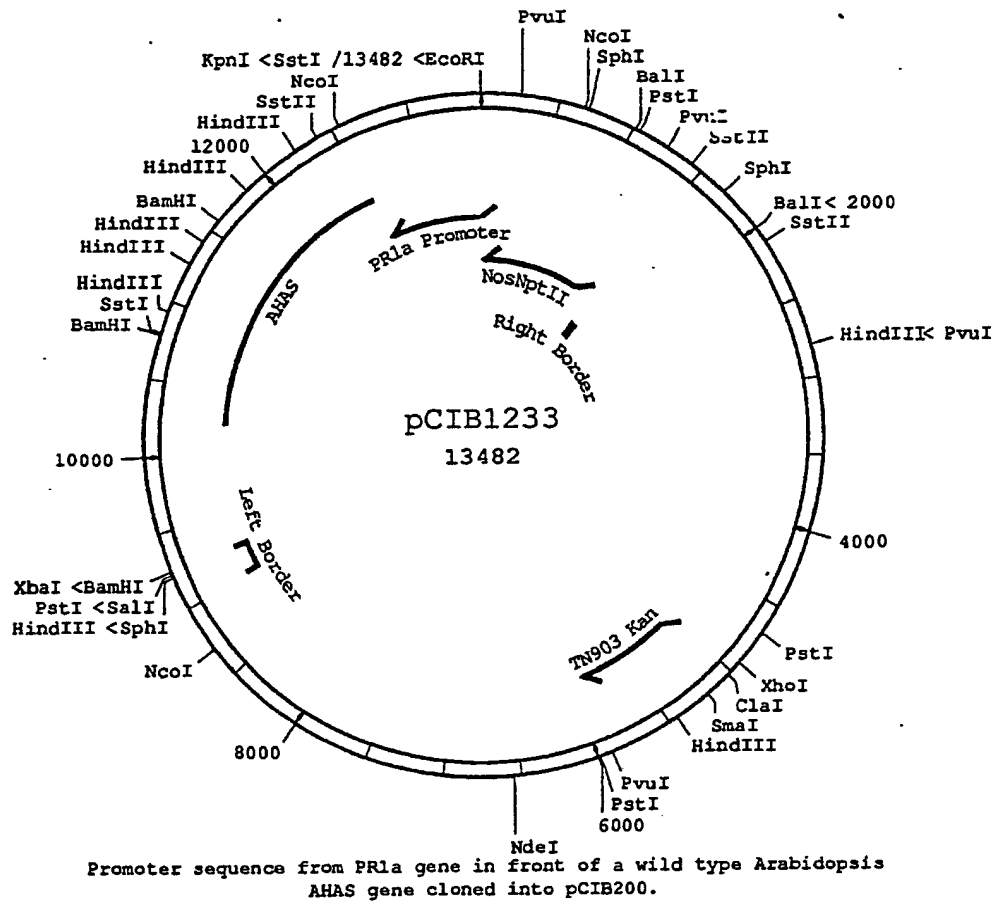 PvuI
KpnI <SstI /13482 <EcoRI
NcoI
SphI
BalI
PstI
SphI
BalI< 2000
SstII
HindIII< PvuI
4000
PstI
XhoI
ClaI
SmaI
HindIII
PvuI
PstI
6000
NdeI
8000
NcoI
HindIII <SphI
PstI <SalI
XbaI <BamHI
10000
BamHI
SstI
HindIII
HindIII
HindIII
BamHI
HindIII
12000
HindIII
SstII
NcoI
PR1a Promoter
NosNptII
Right Border
AHAS
Left Border
TN903 Kan
pCIB1233
13482
Promoter sequence from PR1a gene in front of a wild type Arabidopsis
AHAS gene cloned into pCIB200.